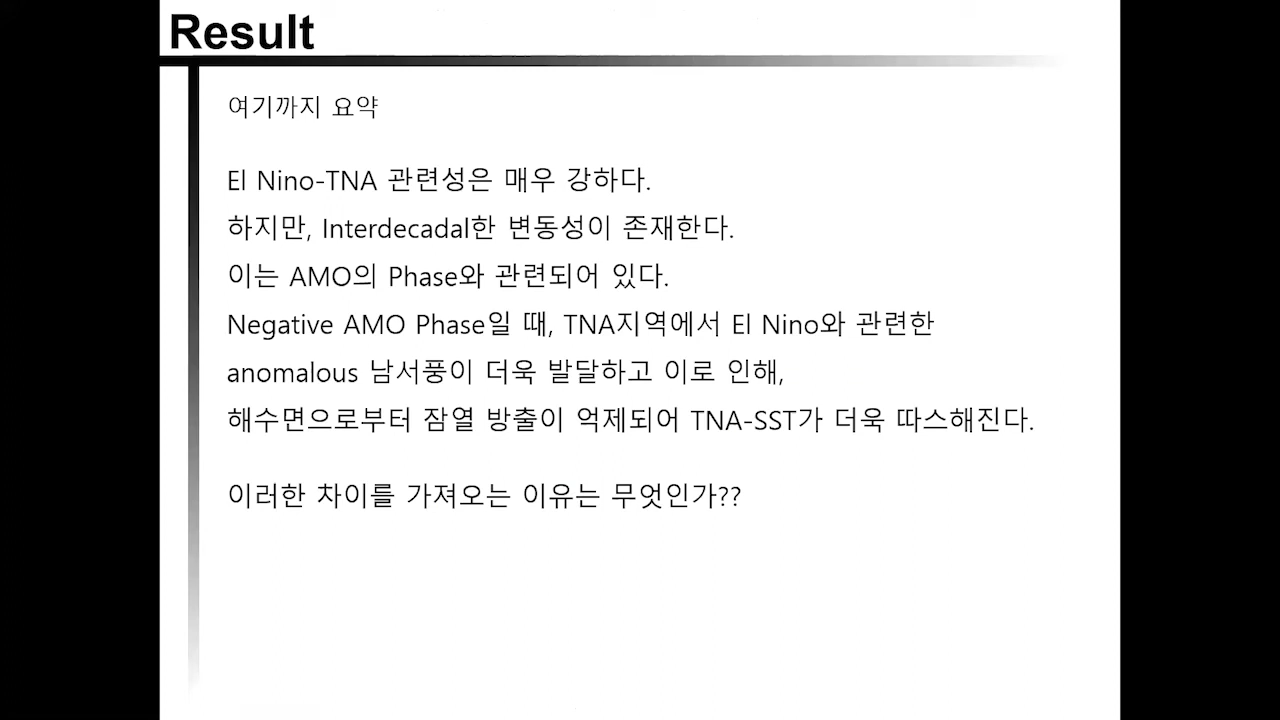 Result
여기까지 요약
El Nino-TNA 관련성은 매우 강하다.
하지만, Interdecadal한 변동성이 존재한다.
이는 AMO의 Phase와 관련되어 있다.
Negative AMO Phase일 때, TNA지역에서 El Nino와 관련한
anomalous 남서풍이 더욱 발달하고 이로 인해,
해수면으로부터 잠열 방출이 억제되어 TNA-SST가 더욱 따스해진다.
이러한 차이를 가져오는 이유는 무엇인가??